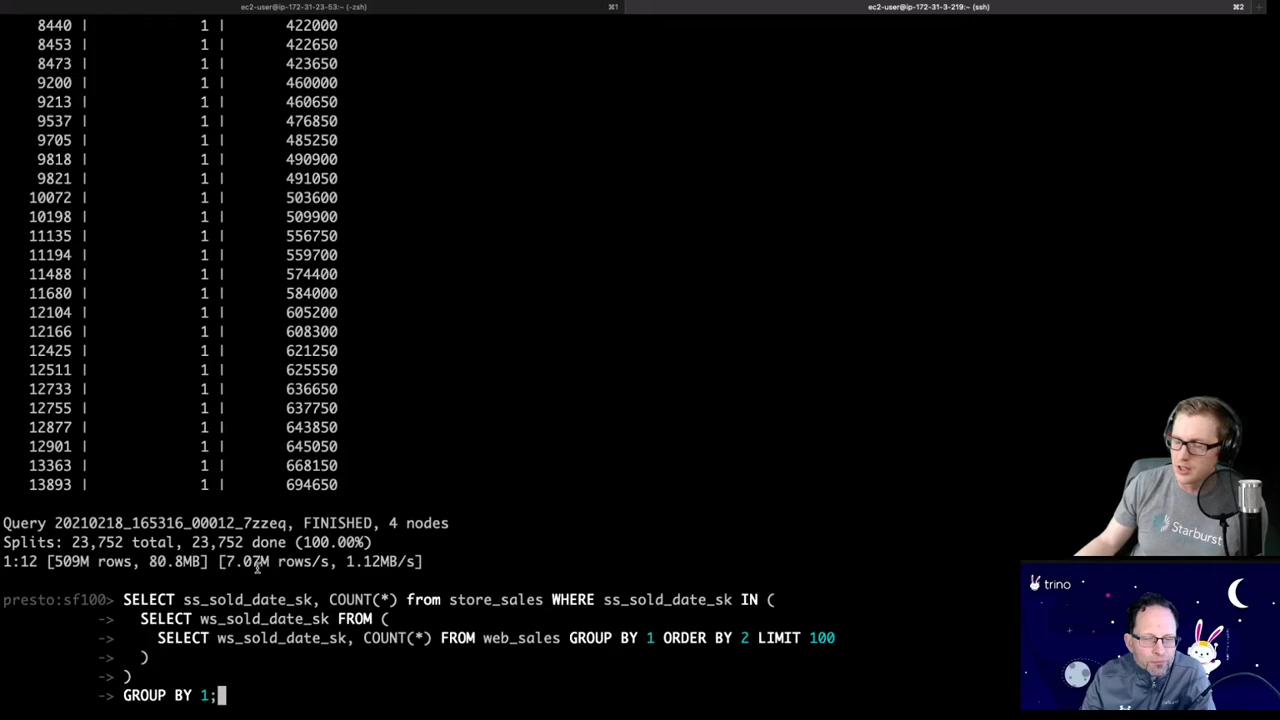 ec2-user@ip-172-31-23-53:~ (-zsh) ⌘1 ec2-user@ip-172-31-3-219:~ (ssh) ⌘2 +
8440 | 1 | 422000
8453 | 1 | 422650
8473 | 1 | 423650
9200 | 1 | 460000
9213 | 1 | 460650
9537 | 1 | 476850
9705 | 1 | 485250
9818 | 1 | 490900
9821 | 1 | 491050
10072 | 1 | 503600
10198 | 1 | 509900
11135 | 1 | 556750
11194 | 1 | 559700
11488 | 1 | 574400
11680 | 1 | 584000
12104 | 1 | 605200
12166 | 1 | 608300
12425 | 1 | 621250
12511 | 1 | 625550
12733 | 1 | 636650
12755 | 1 | 637750
12877 | 1 | 643850
12901 | 1 | 645050
13363 | 1 | 668150
13893 | 1 | 694650
Query 20210218_165316_00012_7zzeq, FINISHED, 4 nodes
Splits: 23,752 total, 23,752 done (100.00%)
1:12 [509M rows, 80.8MB] [7.07M rows/s, 1.12MB/s]
presto:sf100> SELECT ss_sold_date_sk, COUNT(*) from store_sales WHERE ss_sold_date_sk IN (
-> SELECT ws_sold_date_sk FROM (
-> SELECT ws_sold_date_sk, COUNT(*) FROM web_sales GROUP BY 1 ORDER BY 2 LIMIT 100
-> )
-> )
-> GROUP BY 1;
Starburst
trino